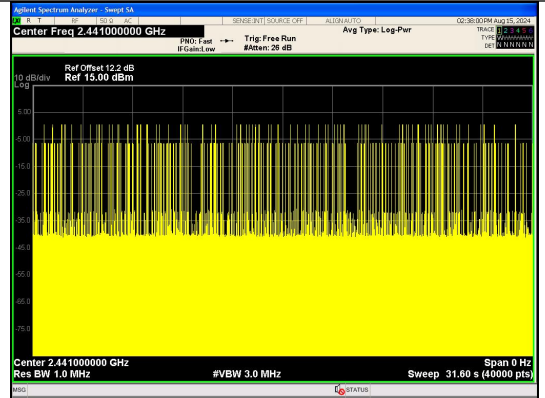 Agilent Spectrum Analyzer - Swept SA
R T RF 50 Ω AC SENSE:INT SOURCE OFF ALIGN AUTO 02:38:00 PM Aug 15, 2024
Center Freq 2.441000000 GHz Avg Type: Log-Pwr TRACE 1 2 3 4 5 6
PNO: Fast Trig: Free Run TYPE
IFGain:Low #Atten: 26 dB DET N N N N N N
Ref Offset 12.2 dB
10 dB/div Ref 15.00 dBm
Log
5.00
-5.00
-15.0
-25.0
-35.0
-45.0
-55.0
-65.0
-75.0
Center 2.441000000 GHz Span 0 Hz
Res BW 1.0 MHz #VBW 3.0 MHz Sweep 31.60 s (40000 pts)
MSG STATUS